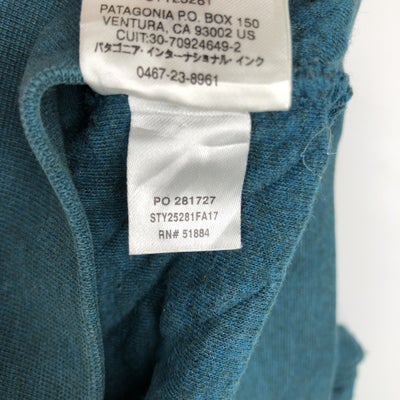 STY25281
PATAGONIA P.O. BOX 150
VENTURA, CA 93002 US
CUIT:30-70924649-2
パタゴニア・インターナショナル・インク
0467-23-8961
PO 281727
STY25281FA17
RN# 51884